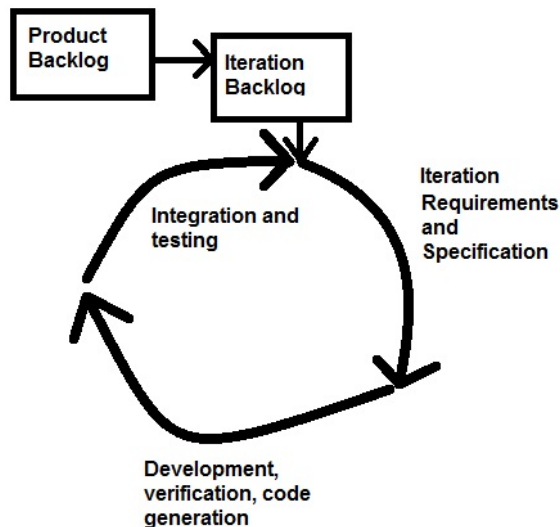 Product
Backlog
Iteration
Backlog
Iteration
Requirements
and
Specification
Integration and
testing
Development,
verification, code
generation